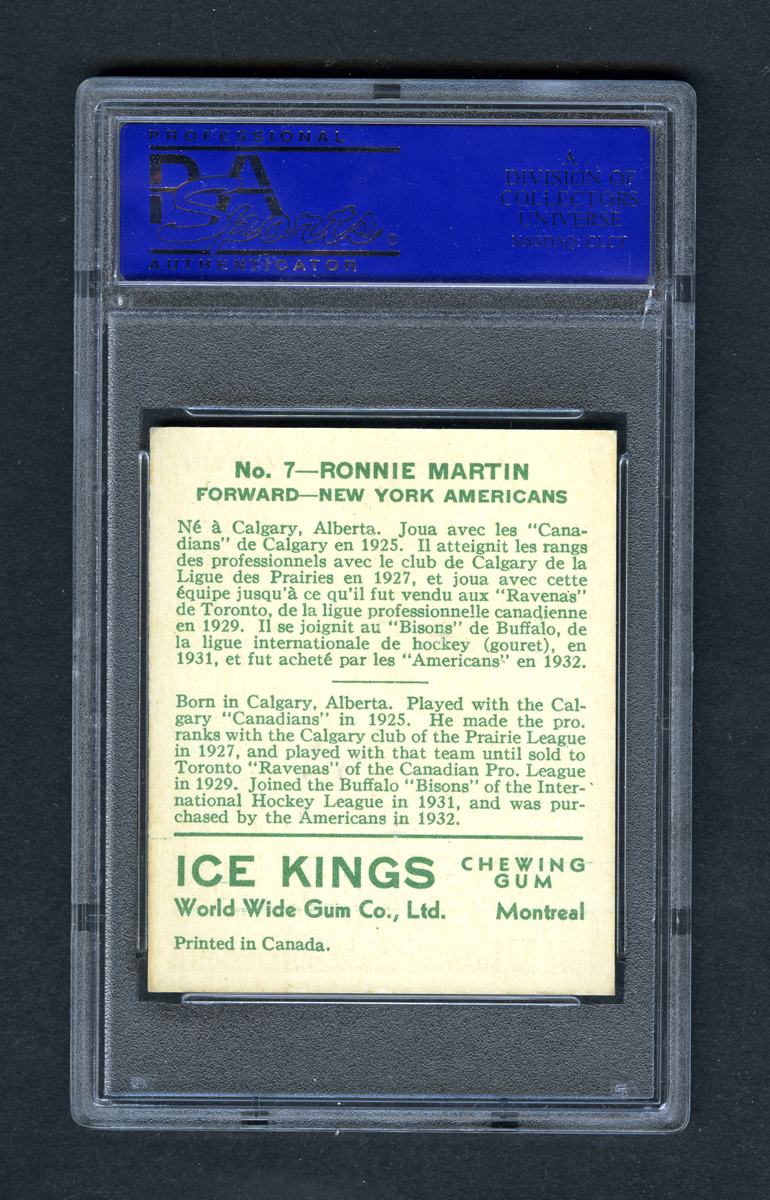 PROFESSIONAL
PSA
Sports
AUTHENTICATOR
A
DIVISION OF
COLLECTORS
UNIVERSE
NASDAQ: CLCT
No. 7—RONNIE MARTIN
FORWARD—NEW YORK AMERICANS
Né à Calgary, Alberta. Joua avec les "Cana-
dians" de Calgary en 1925. Il atteignit les rangs
des professionnels avec le club de Calgary de la
Ligue des Prairies en 1927, et joua avec cette
équipe jusqu'à ce qu'il fut vendu aux "Ravenas"
de Toronto, de la ligue professionnelle canadienne
en 1929. Il se joignit au "Bisons" de Buffalo, de
la ligue internationale de hockey (gouret), en
1931, et fut acheté par les "Americans" en 1932.
Born in Calgary, Alberta. Played with the Cal-
gary "Canadians" in 1925. He made the pro.
ranks with the Calgary club of the Prairie League
in 1927, and played with that team until sold to
Toronto "Ravenas" of the Canadian Pro. League
in 1929. Joined the Buffalo "Bisons" of the Inter-
national Hockey League in 1931, and was pur-
chased by the Americans in 1932.
ICE KINGS CHEWING
GUM
World Wide Gum Co., Ltd. Montreal
Printed in Canada.